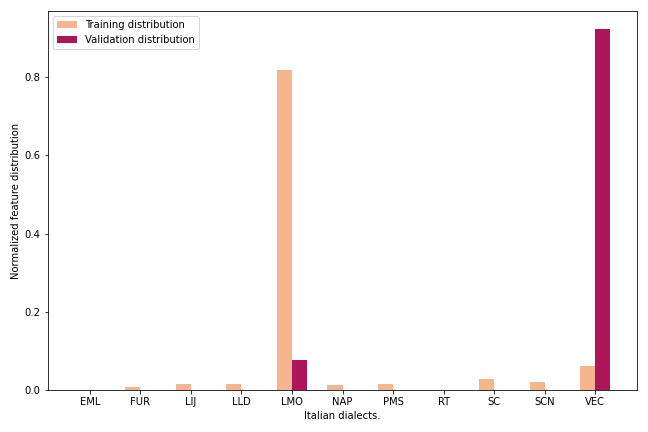 Training distribution
Validation distribution
Normalized feature distribution
0.8
0.6
0.4
0.2
0.0
EML FUR LIJ LLD LMO NAP PMS RT SC SCN VEC
Italian dialects.